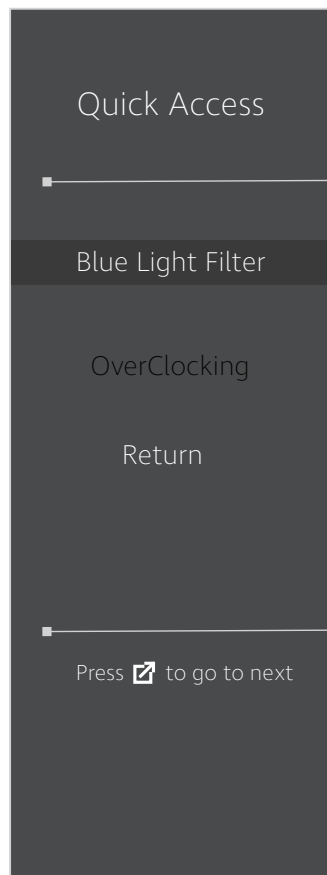 Quick Access
Blue Light Filter
OverClocking
Return
Press to go to next